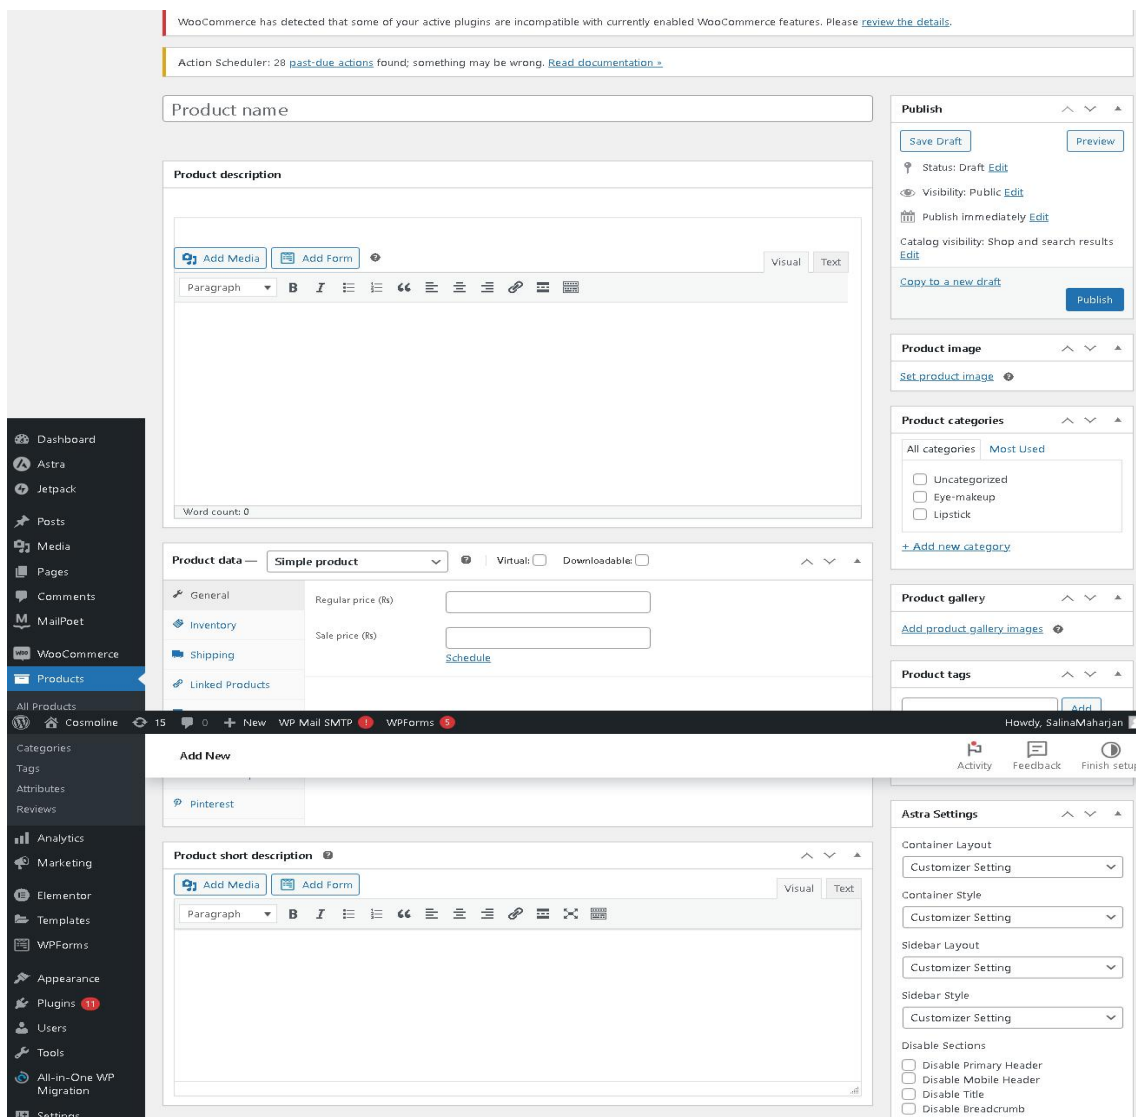 WooCommerce has detected that some of your active plugins are incompatible with currently enabled WooCommerce features. Please review the details.
Action Scheduler: 28 past-due actions found; something may be wrong. Read documentation »
Product name
Product description
Add Media
Add Form
Visual
Text
Paragraph
Word count: 0
Product data — Simple product
Virtual:
Downloadable:
General
Inventory
Shipping
Linked Products
Regular price (₨)
Sale price (₨)
Schedule
Publish
Save Draft
Preview
Status: Draft Edit
Visibility: Public Edit
Publish immediately Edit
Catalog visibility: Shop and search results
Edit
Copy to a new draft
Publish
Product image
Set product image
Product categories
All categories
Most Used
Uncategorized
Eye-makeup
Lipstick
+ Add new category
Product gallery
Add product gallery images
Product tags
Add
Dashboard
Astra
Jetpack
Posts
Media
Pages
Comments
MailPoet
WooCommerce
Products
All Products
Cosmoline 15 0 + New WP Mail SMTP ! WPForms 5
Howdy, SalinaMaharjan
Add New
Activity
Feedback
Finish setup
Categories
Tags
Attributes
Reviews
Analytics
Marketing
Elementor
Templates
WPForms
Appearance
Plugins 11
Users
Tools
All-in-One WP
Migration
Settings
Pinterest
Product short description
Add Media
Add Form
Visual
Text
Paragraph
Astra Settings
Container Layout
Customizer Setting
Container Style
Customizer Setting
Sidebar Layout
Customizer Setting
Sidebar Style
Customizer Setting
Disable Sections
Disable Primary Header
Disable Mobile Header
Disable Title
Disable Breadcrumb